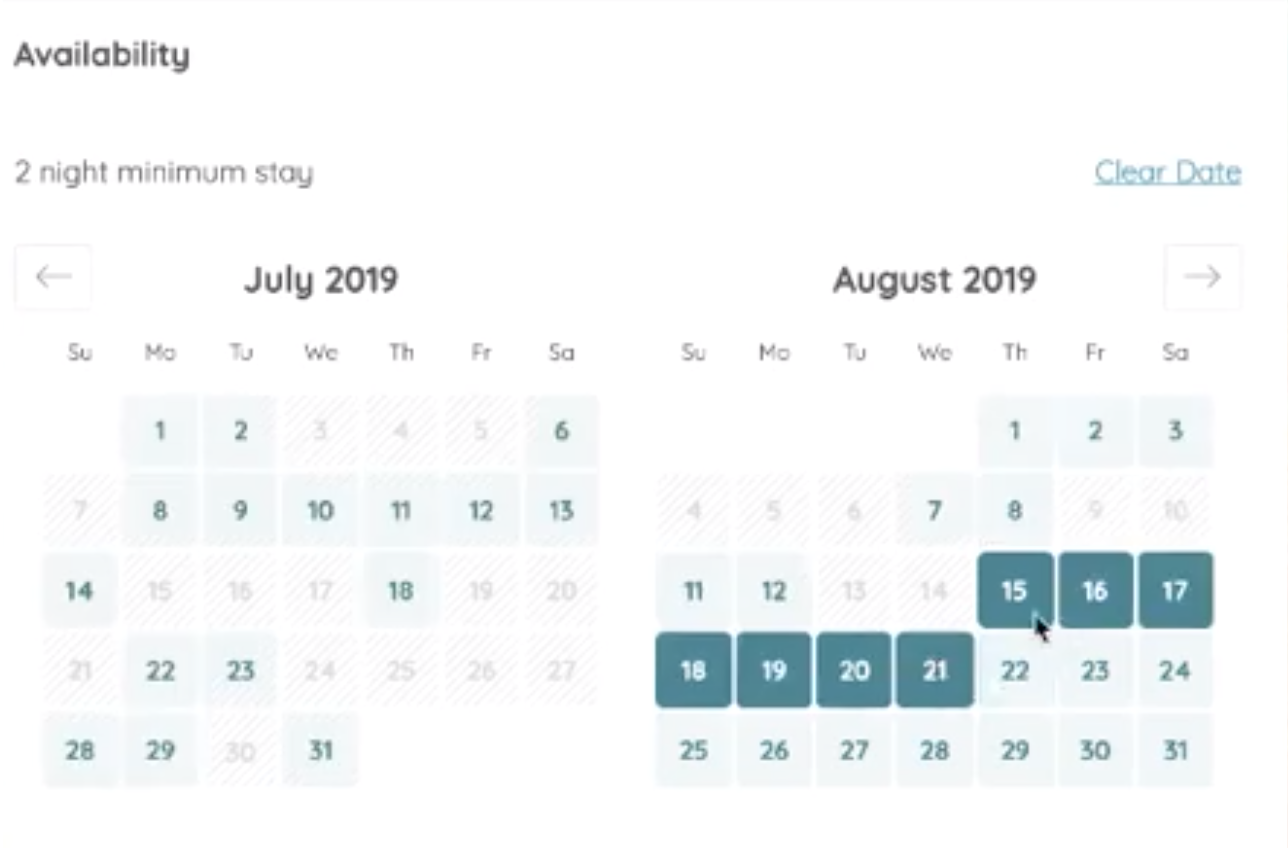 Availability
2 night minimum stay
Clear Date
July 2019
Su Mo Tu We Th Fr Sa
1 2 3 4 5 6
7 8 9 10 11 12 13
14 15 16 17 18 19 20
21 22 23 24 25 26 27
28 29 30 31
August 2019
Su Mo Tu We Th Fr Sa
1 2 3
4 5 6 7 8 9 10
11 12 13 14 15 16 17
18 19 20 21 22 23 24
25 26 27 28 29 30 31